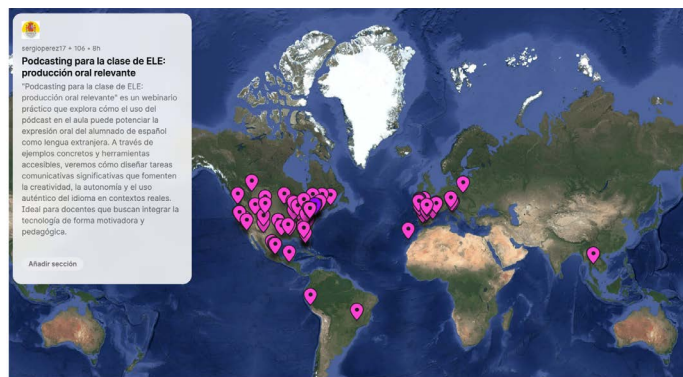 sergioperez17 + 106 • 8h
Podcasting para la clase de ELE:
producción oral relevante
"Podcasting para la clase de ELE:
producción oral relevante" es un webinario
práctico que explora cómo el uso del
pódcast en el aula puede potenciar la
expresión oral del alumnado de español
como lengua extranjera. A través de
ejemplos concretos y herramientas
accesibles, veremos cómo diseñar tareas
comunicativas significativas que fomenten
la creatividad, la autonomía y el uso
auténtico del idioma en contextos reales.
Ideal para docentes que buscan integrar la
tecnología de forma motivadora y
pedagógica.
Añadir sección